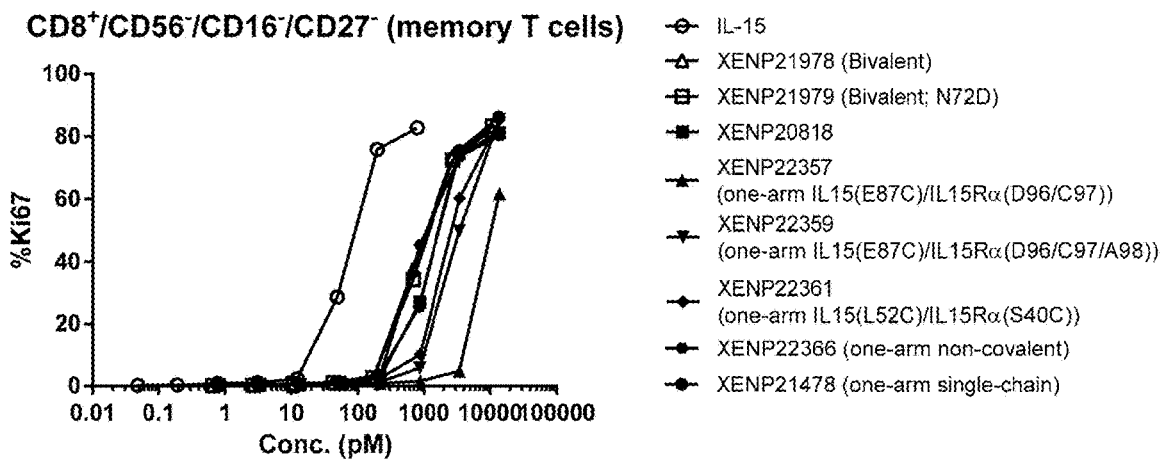 CD8⁺/CD56⁻/CD16⁻/CD27⁻ (memory T cells)
%Ki67
100
80
60
40
20
0
0.01 0.1 1 10 100 1000 10000 100000
Conc. (pM)
IL-15
XENP21978 (Bivalent)
XENP21979 (Bivalent; N72D)
XENP20818
XENP22357
(one-arm IL15(E87C)/IL15Rα(D96/C97))
XENP22359
(one-arm IL15(E87C)/IL15Rα(D96/C97/A98))
XENP22361
(one-arm IL15(L52C)/IL15Rα(S40C))
XENP22366 (one-arm non-covalent)
XENP21478 (one-arm single-chain)